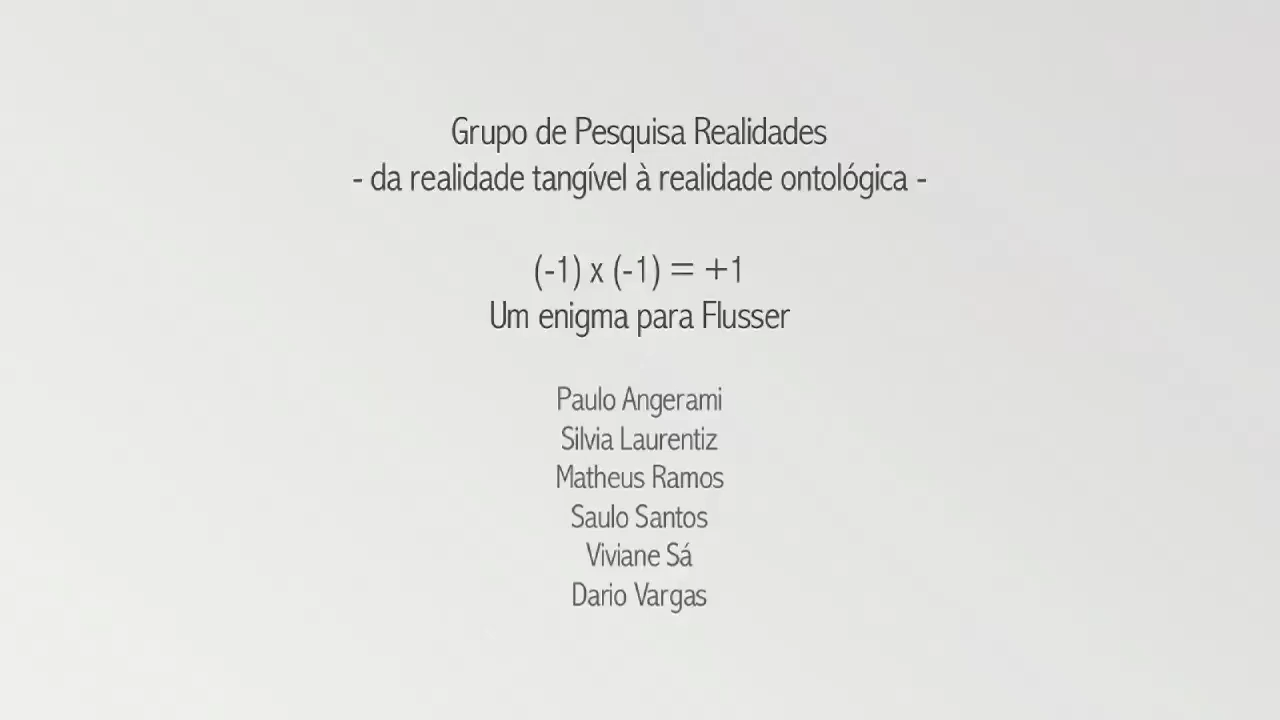 Grupo de Pesquisa Realidades
- da realidade tangível à realidade ontológica -
(-1) x (-1) = +1
Um enigma para Flusser
Paulo Angerami
Silvia Laurentiz
Matheus Ramos
Saulo Santos
Viviane Sá
Dario Vargas